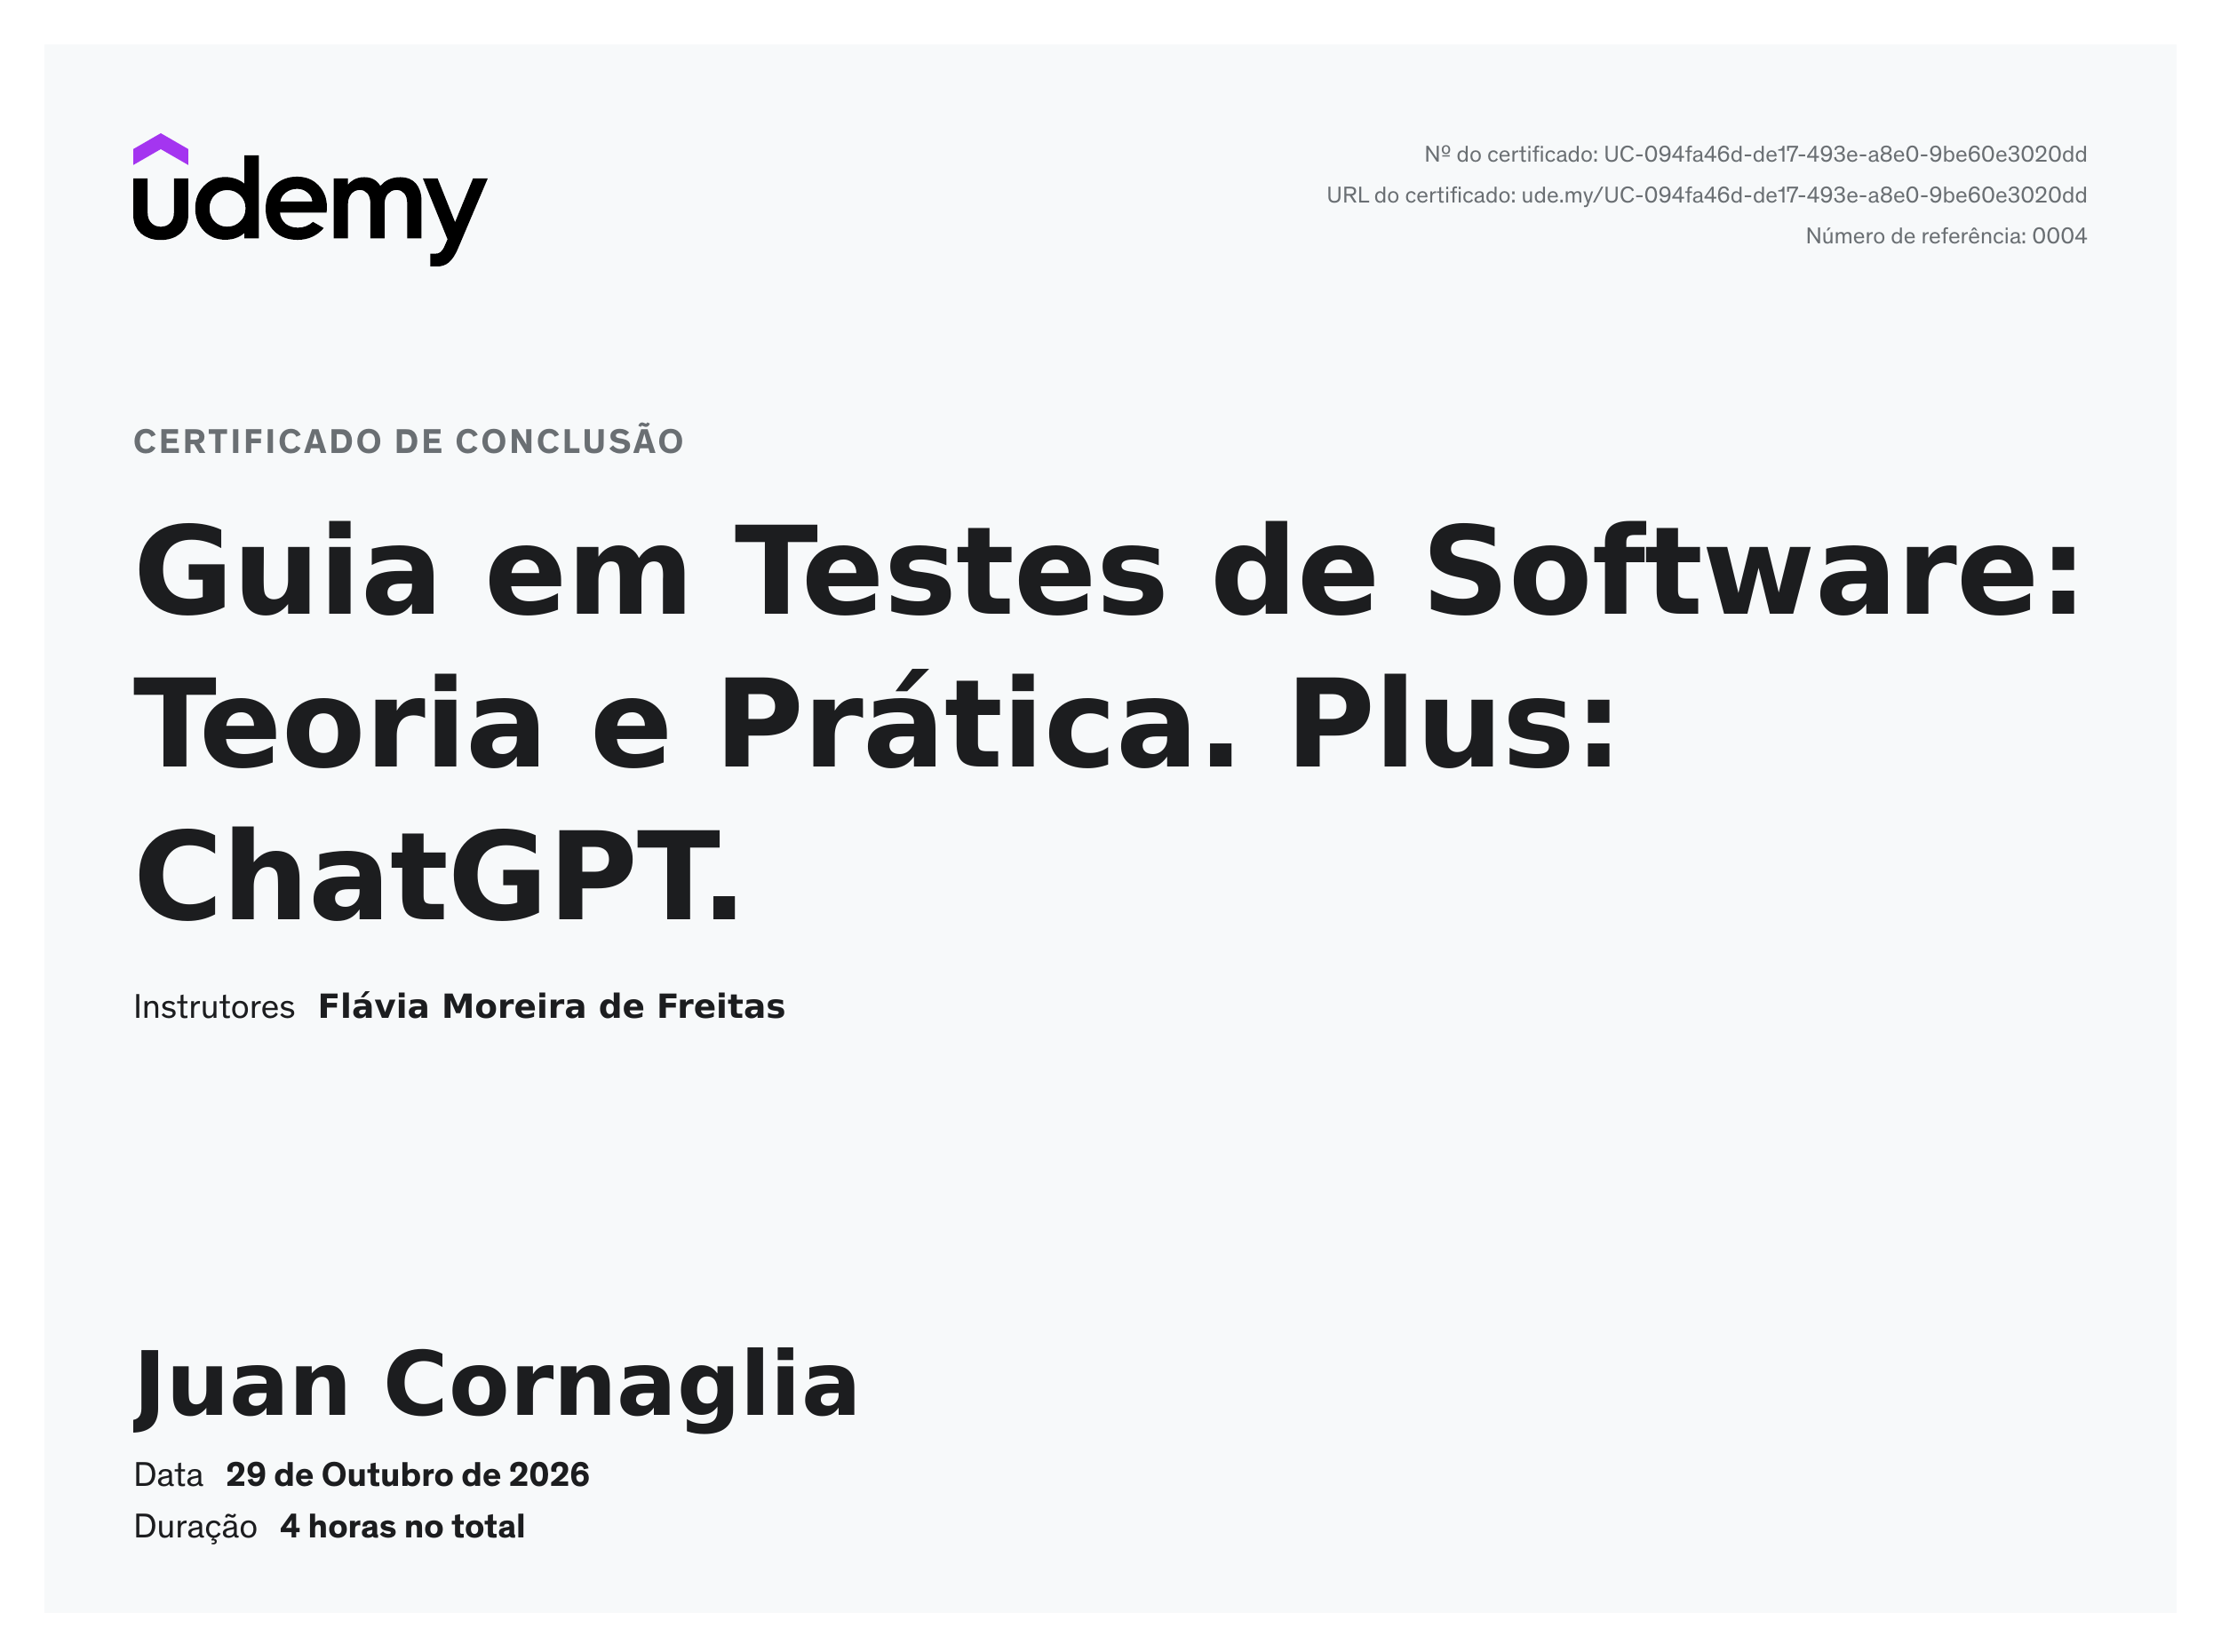 udemy
Nº do certificado: UC-094fa46d-de17-493e-a8e0-9be60e3020dd
URL do certificado: ude.my/UC-094fa46d-de17-493e-a8e0-9be60e3020dd
Número de referência: 0004
CERTIFICADO DE CONCLUSÃO
Guia em Testes de Software:
Teoria e Prática. Plus:
ChatGPT.
Instrutores Flávia Moreira de Freitas
Juan Cornaglia
Data 29 de Outubro de 2026
Duração 4 horas no total